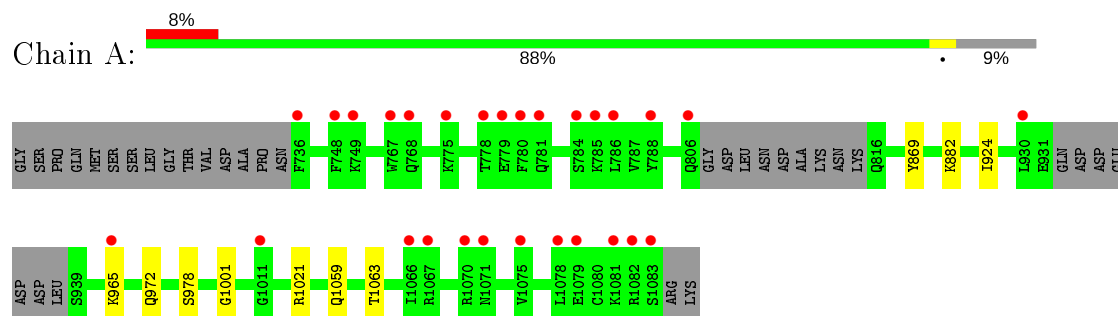 8%
Chain A:
88%
•
9%
GLY SER PRO GLN MET SER SER LEU GLY THR VAL ASP ALA PRO ASN F736 F748 K749 W767 Q768 K775 T778 E779 F780 Q781 S784 K785 L786 V787 Y788 Q806 GLY ASP LEU ASN ASP ALA LYS ASN LYS Q816 Y869 K882 I924 L930 E931 GLN ASP ASP GLU
ASP ASP LEU S939 K965 Q972 S978 G1001 G1011 R1021 Q1059 T1063 I1066 R1067 R1070 N1071 V1075 L1078 E1079 C1080 K1081 R1082 S1083 ARG LYS